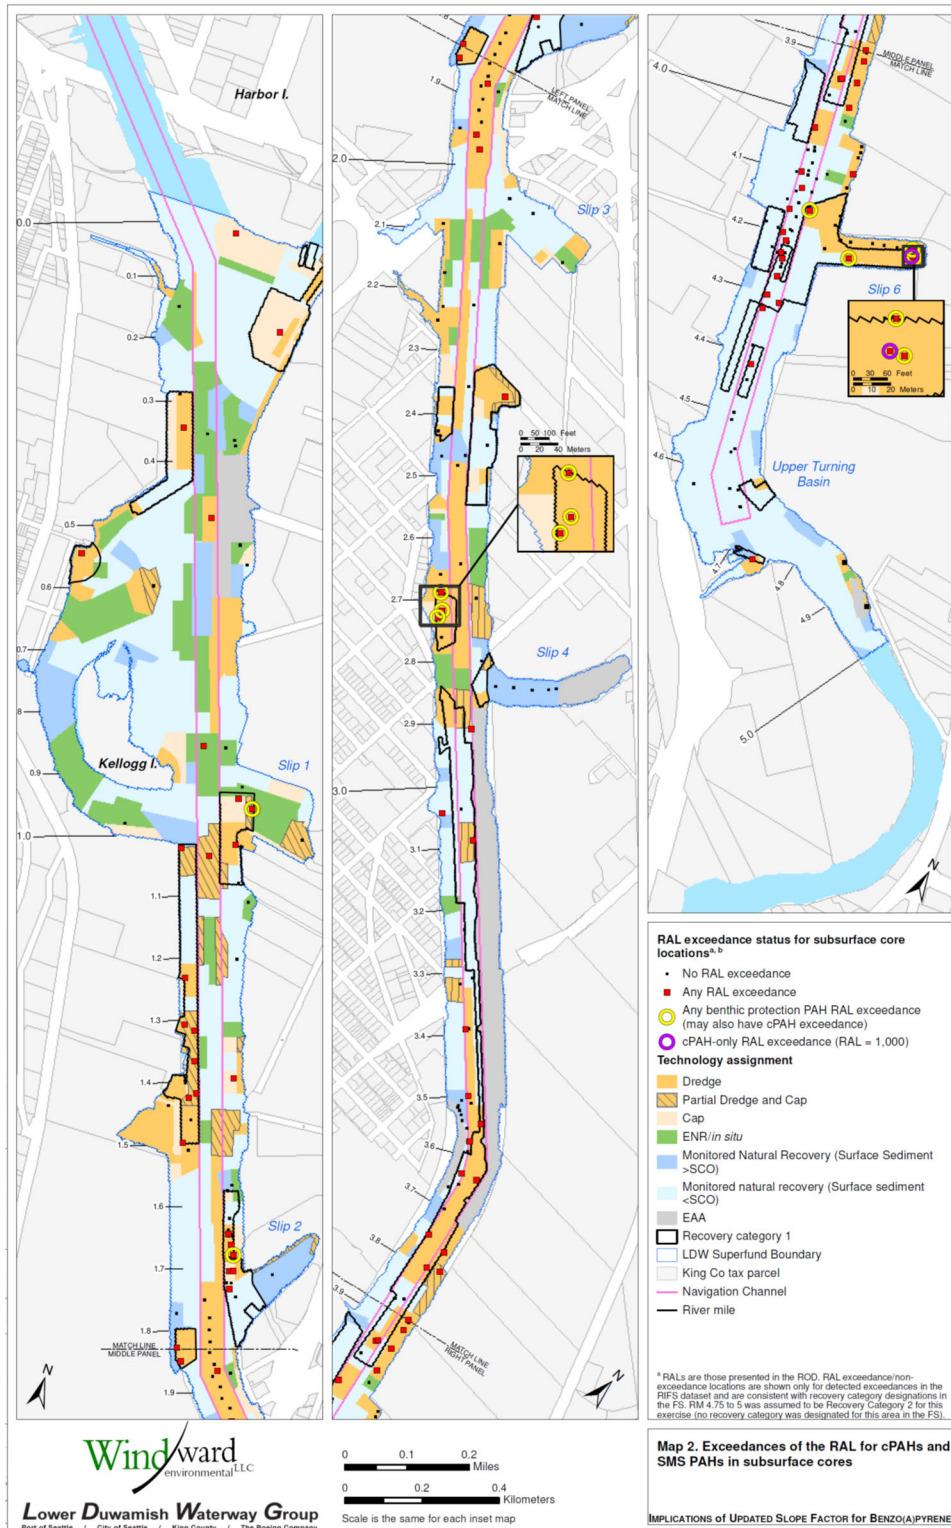 Harbor I.
0.0
0.1
0.2
0.3
0.4
0.5
0.6
0.7
8
0.9
Kellogg I.
Slip 1
1.0
1.1
1.2
1.3
1.4
1.5
1.6
Slip 2
1.7
1.8
MATCH LINE
MIDDLE PANEL
1.9
N
1.8
1.9
LEFT PANEL
MATCH LINE
2.0
Slip 3
2.1
2.2
2.3
2.4
0 50 100 Feet
0 20 40 Meters
2.5
2.6
2.7
Slip 4
2.8
2.9
3.0
3.1
3.2
3.3
3.4
3.5
3.6
3.7
3.8
3.9
MATCH LINE
RIGHT PANEL
N
3.9
MIDDLE PANEL
MATCH LINE
4.0
4.1
4.2
4.3
Slip 6
0 30 60 Feet
0 10 20 Meters
4.4
4.5
4.6
Upper Turning
Basin
4.7
4.8
4.9
5.0
N
RAL exceedance status for subsurface core
locations a, b
No RAL exceedance
Any RAL exceedance
Any benthic protection PAH RAL exceedance
(may also have cPAH exceedance)
cPAH-only RAL exceedance (RAL = 1,000)
Technology assignment
Dredge
Partial Dredge and Cap
Cap
ENR/in situ
Monitored Natural Recovery (Surface Sediment
>SCO)
Monitored natural recovery (Surface sediment
<SCO)
EAA
Recovery category 1
LDW Superfund Boundary
King Co tax parcel
Navigation Channel
River mile
a RALs are those presented in the ROD. RAL exceedance/non-
exceedance locations are shown only for detected exceedances in the
RIFS dataset and are consistent with recovery category designations in
the FS. RM 4.75 to 5 was assumed to be Recovery Category 2 for this
exercise (no recovery category was designated for this area in the FS).
Windward
environmental LLC
Lower Duwamish Waterway Group
Port of Seattle / City of Seattle / King County / The Boeing Company
0 0.1 0.2
Miles
0 0.2 0.4
Kilometers
Scale is the same for each inset map
Map 2. Exceedances of the RAL for cPAHs and
SMS PAHs in subsurface cores
IMPLICATIONS OF UPDATED SLOPE FACTOR FOR BENZO(A)PYRENE